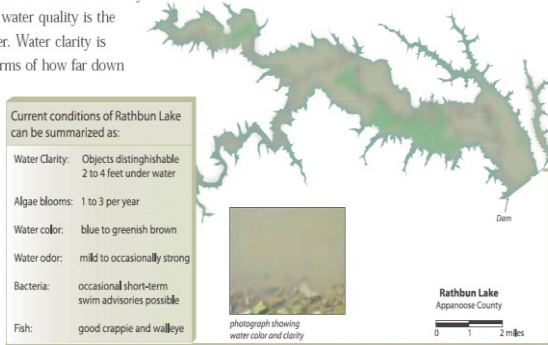 water quality is the
er. Water clarity is
rms of how far down
Current conditions of Rathbun Lake
can be summarized as:
Water Clarity: Objects distinghishable
2 to 4 feet under water
Algae blooms: 1 to 3 per year
Water color: blue to greenish brown
Water odor: mild to occasionally strong
Bacteria: occasional short-term
swim advisories possible
Fish: good crappie and walleye
photograph showing
water color and clarity
Dam
Rathbun Lake
Appanoose County
0 1 2 miles